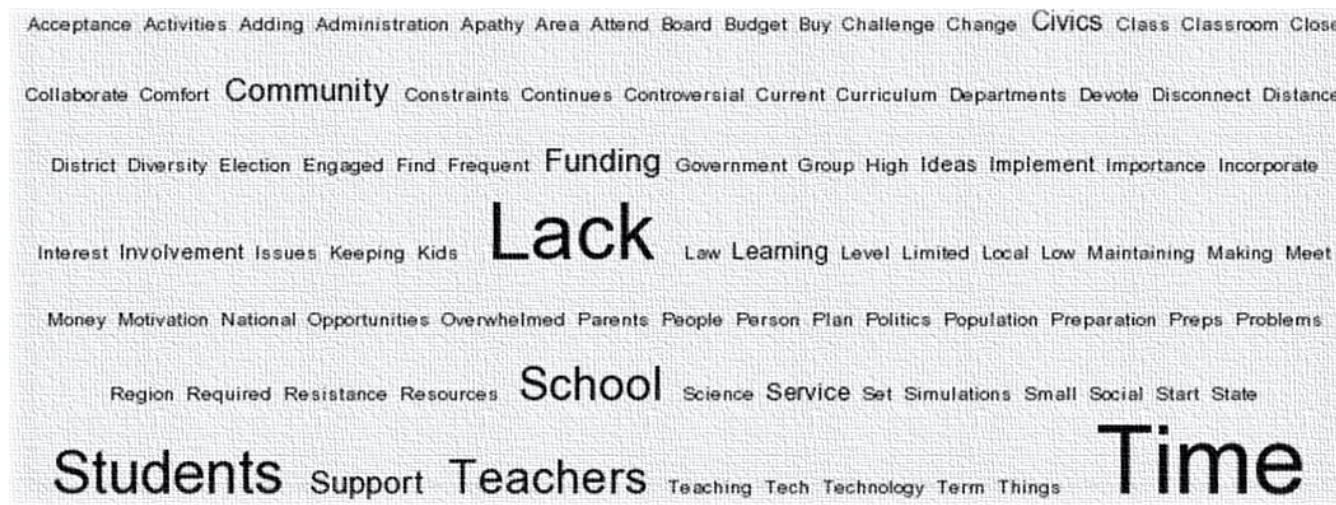 Acceptance Activities Adding Administration Apathy Area Attend Board Budget Buy Challenge Change Civics Class Classroom Close
Collaborate Comfort Community Constraints Continues Controversial Current Curriculum Departments Devote Disconnect Distance
District Diversity Election Engaged Find Frequent Funding Government Group High Ideas Implement Importance Incorporate
Interest Involvement Issues Keeping Kids Lack Law Learning Level Limited Local Low Maintaining Making Meet
Money Motivation National Opportunities Overwhelmed Parents People Person Plan Politics Population Preparation Preps Problems
Region Required Resistance Resources School Science Service Set Simulations Small Social Start State
Students Support Teachers Teaching Tech Technology Term Things Time